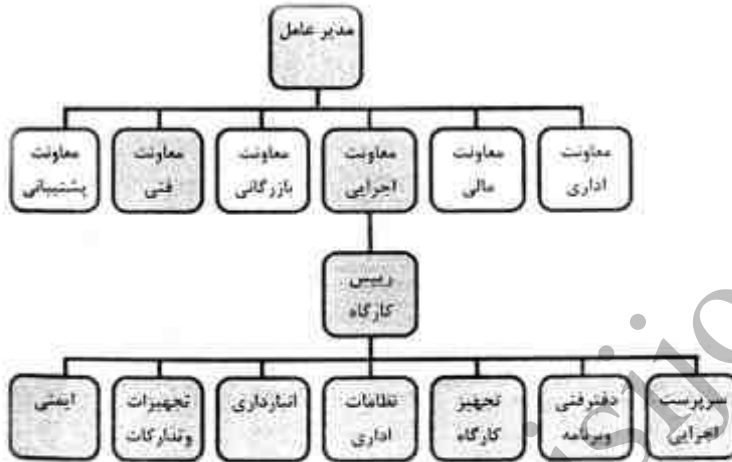 مدیر عامل
معاونت اداری
معاونت مالی
معاونت اجرایی
معاونت بازرگانی
معاونت فنی
معاونت پشتیبانی
رییس کارگاه
سرپرست اجرایی
دفترفنی وبرنامه
تجهیز کارگاه
نظامات اداری
انبارداری
تجهیزات وتدارکات
ایمنی